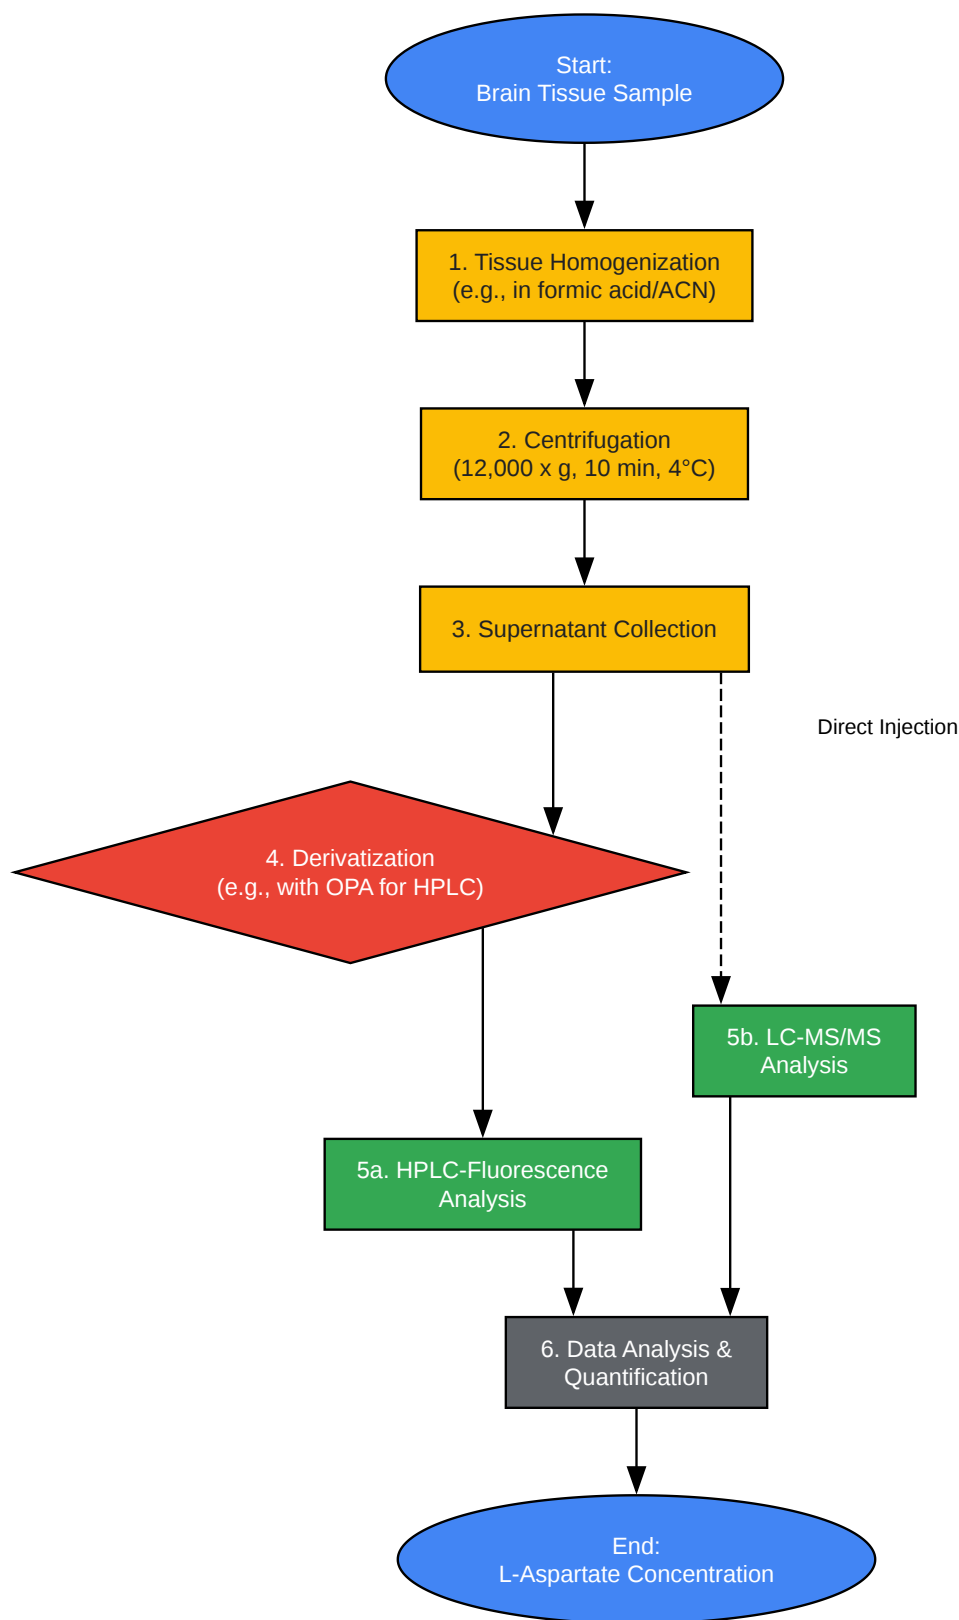 Start:
Brain Tissue Sample
1. Tissue Homogenization
(e.g., in formic acid/ACN)
2. Centrifugation
(12,000 x g, 10 min, 4°C)
3. Supernatant Collection
Direct Injection
4. Derivatization
(e.g., with OPA for HPLC)
5b. LC-MS/MS
Analysis
5a. HPLC-Fluorescence
Analysis
6. Data Analysis &
Quantification
End:
L-Aspartate Concentration